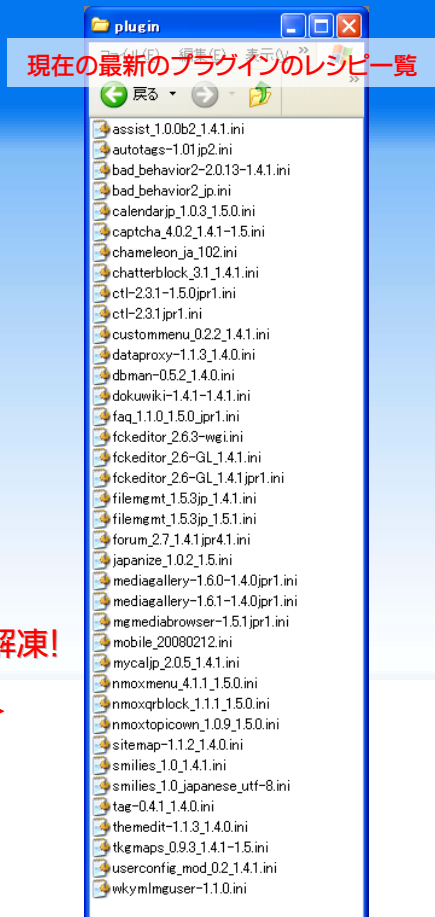 plugin
ファイル(F) 編集(E) 表示(V
現在の最新のプラグインのレシピ一覧
戻る
assist_1.0.0b2_1.4.1.ini
autotags-1.01jp2.ini
bad_behavior2-2.0.13-1.4.1.ini
bad_behavior2_jp.ini
calendarjp_1.0.3_1.5.0.ini
captcha_4.0.2_1.4.1-1.5.ini
chameleon_ja_102.ini
chatterblock_3.1_1.4.1.ini
ctl-2.3.1-1.5.0jpr1.ini
ctl-2.3.1jpr1.ini
custommenu_0.2.2_1.4.1.ini
dataproxy-1.1.3_1.4.0.ini
dbman-0.5.2_1.4.0.ini
dokuwiki-1.4.1-1.4.1.ini
faq_1.1.0_1.5.0_jpr1.ini
fckeditor_2.6.3-wgi.ini
fckeditor_2.6-GL_1.4.1.ini
fckeditor_2.6-GL_1.4.1jpr1.ini
filemgmt_1.5.3jp_1.4.1.ini
filemgmt_1.5.3jp_1.5.1.ini
forum_2.7_1.4.1jpr4.1.ini
japanize_1.0.2_1.5.ini
mediagallery-1.6.0-1.4.0jpr1.ini
mediagallery-1.6.1-1.4.0jpr1.ini
mgmediabrowser-1.5.1jpr1.ini
mobile_20080212.ini
解凍!
mycaljp_2.0.5_1.4.1.ini
nmoxmenu_4.1.1_1.5.0.ini
nmoxqrblock_1.1.1_1.5.0.ini
nmoxtopicown_1.0.9_1.5.0.ini
sitemap-1.1.2_1.4.0.ini
smilies_1.0_1.4.1.ini
smilies_1.0_japanese_utf-8.ini
tag-0.4.1_1.4.0.ini
themedit-1.1.3_1.4.0.ini
tkgmaps_0.9.3_1.4.1-1.5.ini
userconfig_mod_0.2_1.4.1.ini
wkymlmguser-1.1.0.ini